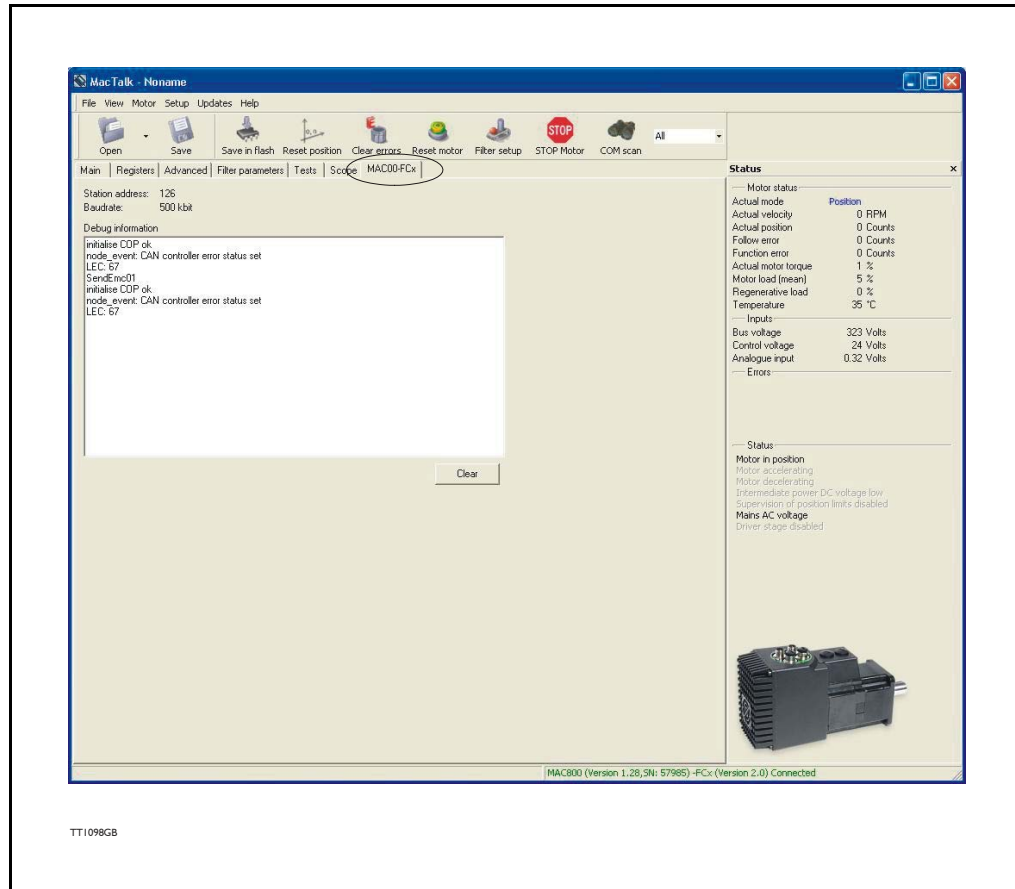 MacTalk - Noname
File View Motor Setup Updates Help
Open Save Save in flash Reset position Clear errors Reset motor Filter setup STOP Motor COM scan All
STOP
Main Registers Advanced Filter parameters Tests Scope MAC00-FCx
Station address: 126
Baudrate: 500 kbit
Debug information
initialise COP ok
node_event: CAN controller error status set
LEC: 67
SendEmc01
initialise COP ok
node_event: CAN controller error status set
LEC: 67
Clear
Status
Motor status
Actual mode Position
Actual velocity 0 RPM
Actual position 0 Counts
Follow error 0 Counts
Function error 0 Counts
Actual motor torque 1 %
Motor load (mean) 5 %
Regenerative load 0 %
Temperature 35 °C
Inputs
Bus voltage 323 Volts
Control voltage 24 Volts
Analogue input 0.32 Volts
Errors
Status
Motor in position
Motor accelerating
Motor decelerating
Intermediate power DC voltage low
Supervision of position limits disabled
Mains AC voltage
Driver stage disabled
MAC800 (Version 1.28,SN: 57985) -FCx (Version 2.0) Connected
TT1098GB